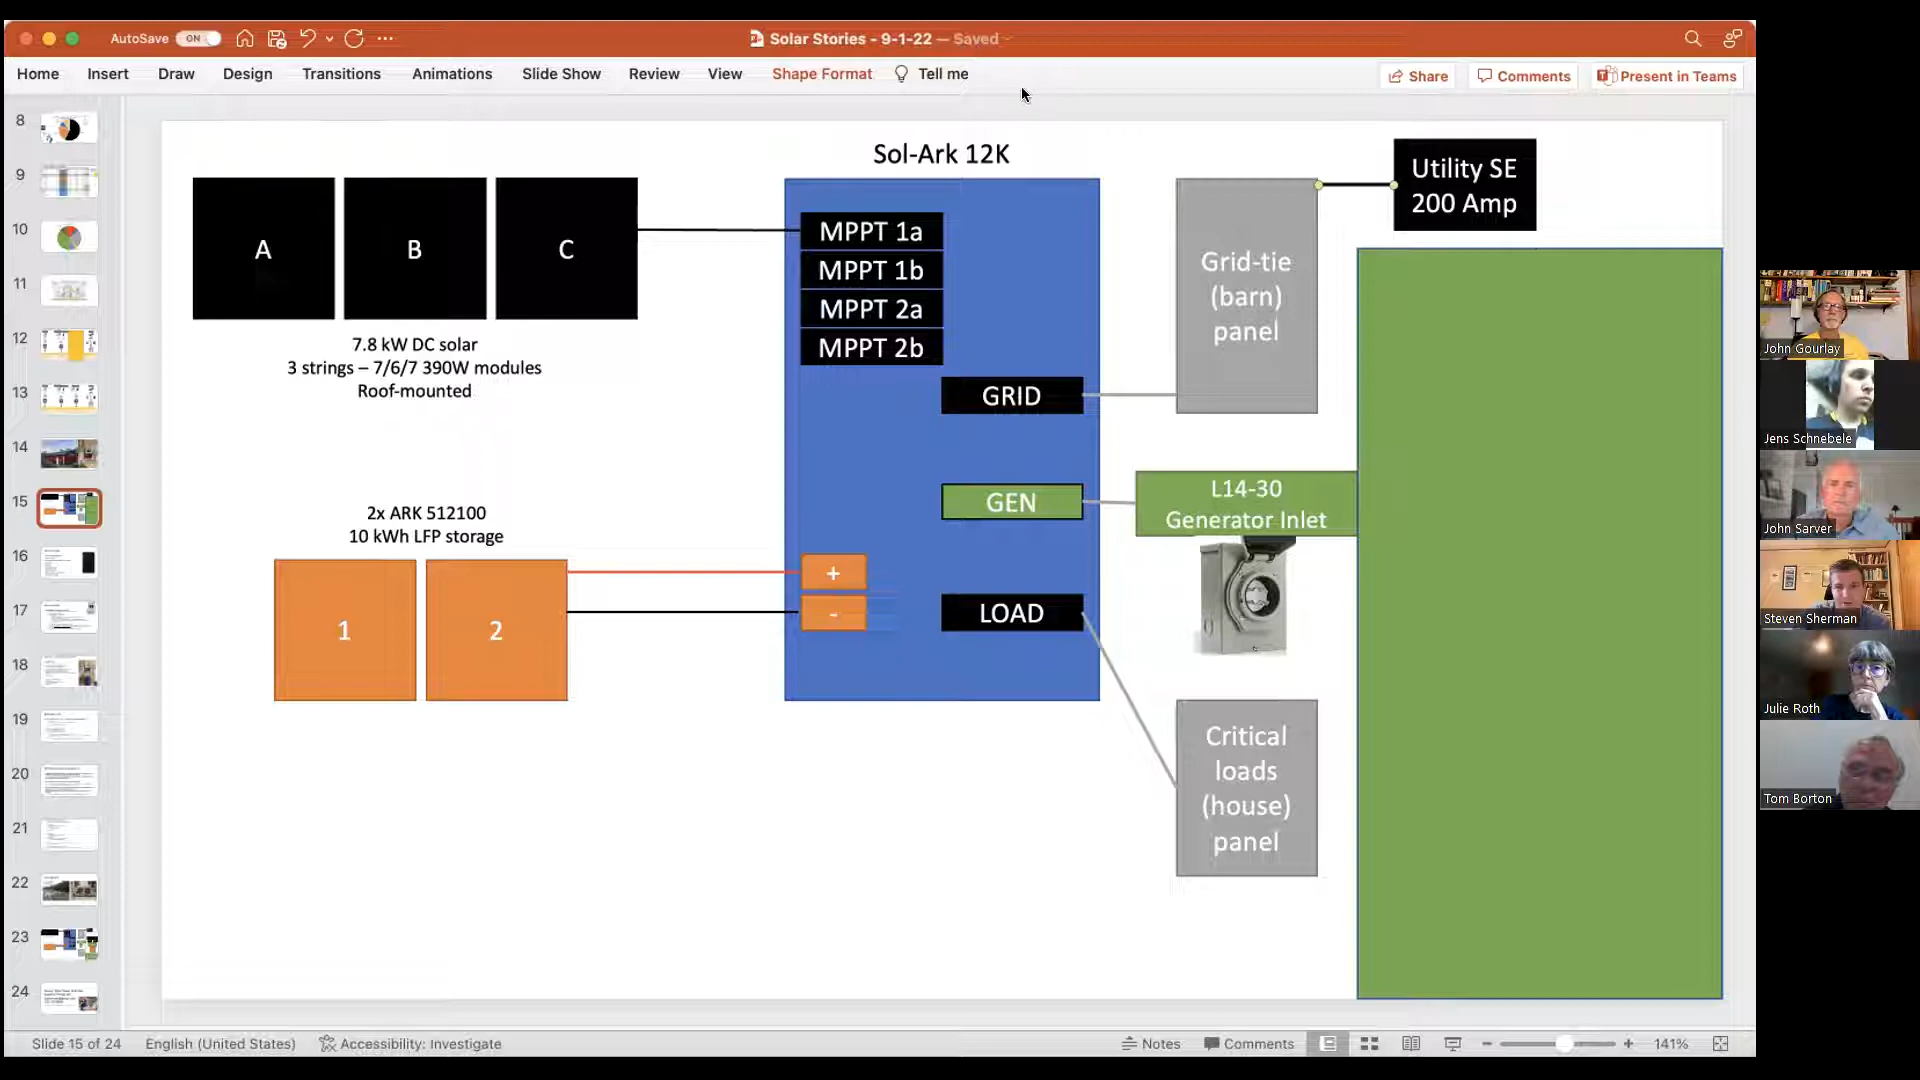 AutoSave ON
Solar Stories - 9-1-22 — Saved
Home Insert Draw Design Transitions Animations Slide Show Review View Shape Format Tell me
Share Comments Present in Teams
8
9
10
11
12
13
14
15
16
17
18
19
20
21
22
23
24
A
B
C
7.8 kW DC solar
3 strings – 7/6/7 390W modules
Roof-mounted
2x ARK 512100
10 kWh LFP storage
1
2
Sol-Ark 12K
MPPT 1a
MPPT 1b
MPPT 2a
MPPT 2b
GRID
GEN
+
-
LOAD
Grid-tie
(barn)
panel
L14-30
Generator Inlet
Critical
loads
(house)
panel
Utility SE
200 Amp
John Gourlay
Jens Schnebele
John Sarver
Steven Sherman
Julie Roth
Tom Borton
Slide 15 of 24 English (United States) Accessibility: Investigate
Notes Comments 141%